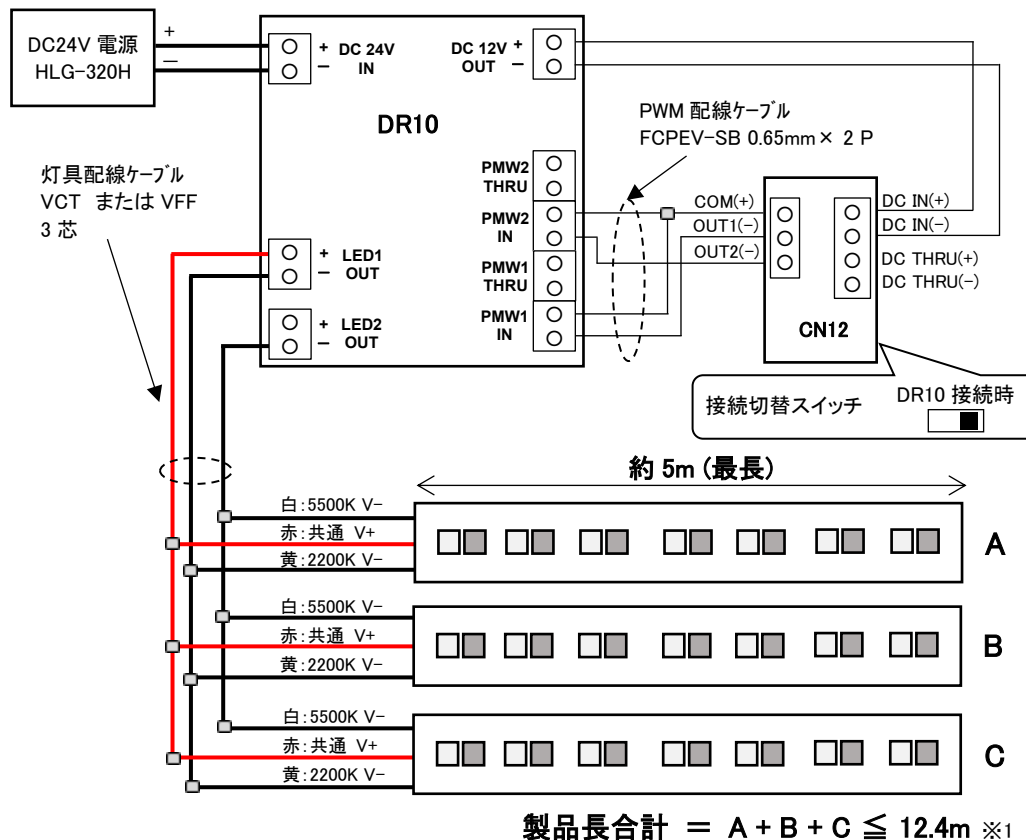 DC24V 電源
HLG-320H
+
−
+ DC 24V
− IN
DC 12V +
OUT −
DR10
PWM 配線ケーブル
FCPEV-SB 0.65mm× 2 P
灯具配線ケーブル
VCT または VFF
3 芯
PMW2
THRU
PMW2
IN
PMW1
THRU
PMW1
IN
+ LED1
− OUT
+ LED2
− OUT
COM(+)
OUT1(-)
OUT2(-)
DC IN(+)
DC IN(-)
DC THRU(+)
DC THRU(-)
CN12
接続切替スイッチ
DR10 接続時
約 5m (最長)
白:5500K V-
赤:共通 V+
黄:2200K V-
A
白:5500K V-
赤:共通 V+
黄:2200K V-
B
白:5500K V-
赤:共通 V+
黄:2200K V-
C
製品長合計 = A + B + C ≦ 12.4m ※1